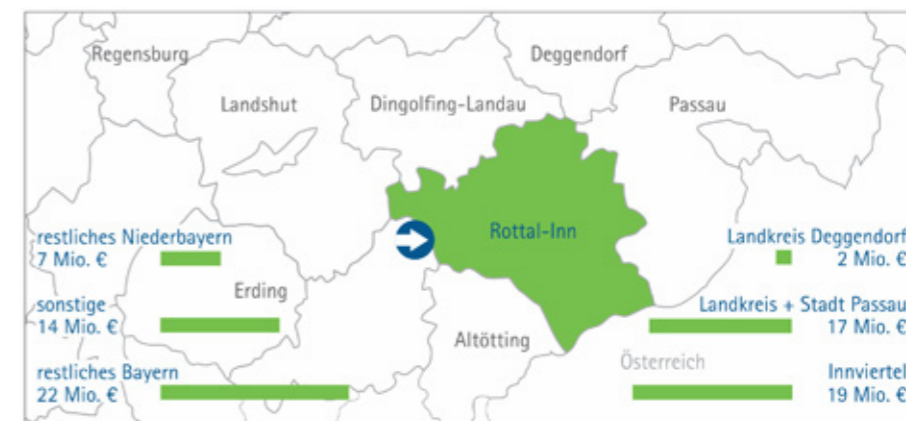 Regensburg
Deggendorf
Landshut
Dingolfing-Landau
Passau
Rottal-Inn
restliches Niederbayern
7 Mio. €
Landkreis Deggendorf
2 Mio. €
Erding
sonstige
14 Mio. €
Landkreis + Stadt Passau
17 Mio. €
Altötting
Österreich
restliches Bayern
22 Mio. €
Innviertel
19 Mio. €